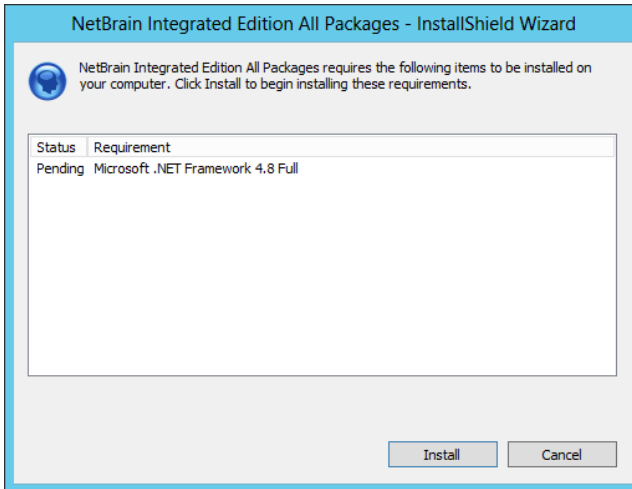 NetBrain Integrated Edition All Packages - InstallShield Wizard
NetBrain Integrated Edition All Packages requires the following items to be installed on
your computer. Click Install to begin installing these requirements.
Status Requirement
Pending Microsoft .NET Framework 4.8 Full
Install Cancel